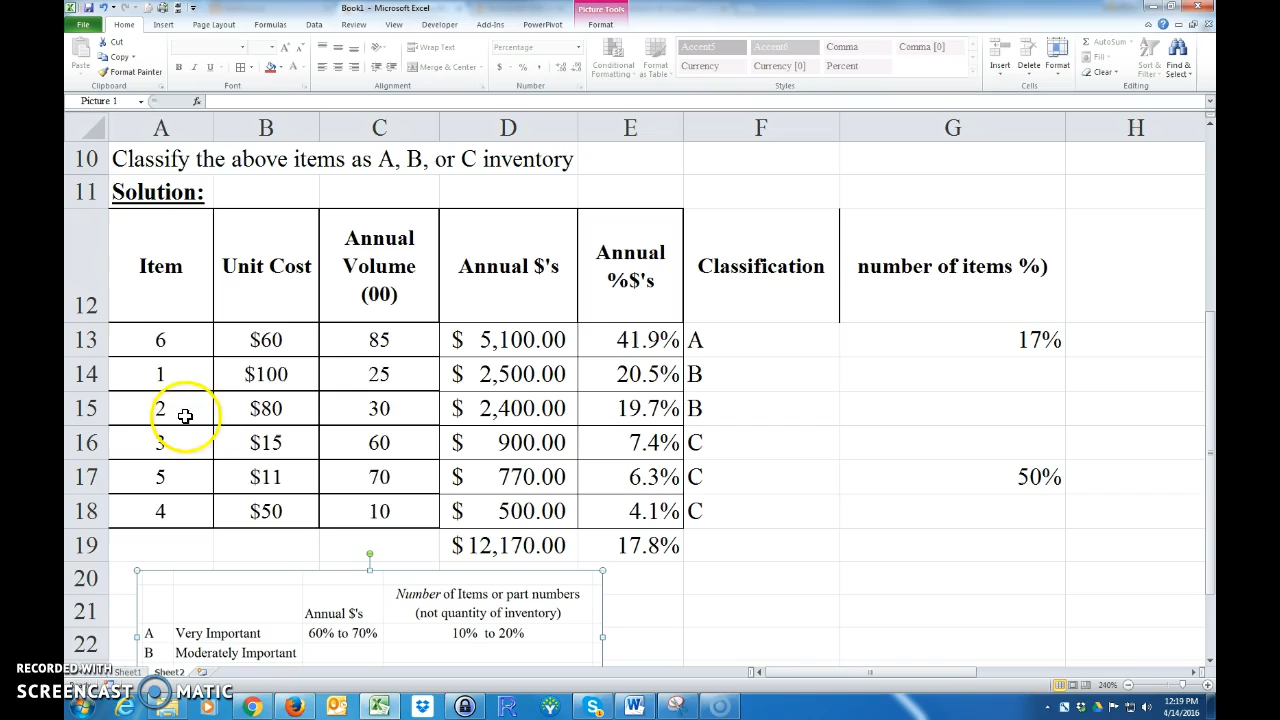 Book1 - Microsoft Excel
Picture Tools
File Home Insert Page Layout Formulas Data Review View Developer Add-Ins PowerPivot Format
Paste
Cut
Copy
Format Painter
Clipboard
B I U A A
Font
Wrap Text
Merge & Center
Alignment
Percentage
$ % ,
Number
Conditional Formatting
Format as Table
Accent5 Accent6 Comma Comma [0]
Currency Currency [0] Percent
Styles
Insert Delete Format
Cells
Σ AutoSum
Fill
Clear
Sort & Filter
Find & Select
Editing
Picture 1
fx
A B C D E F G H
10 Classify the above items as A, B, or C inventory
11 Solution:
12 Item Unit Cost Annual Volume (00) Annual $'s Annual %$'s Classification number of items %)
13 6 $60 85 $ 5,100.00 41.9% A 17%
14 1 $100 25 $ 2,500.00 20.5% B
15 2 $80 30 $ 2,400.00 19.7% B
16 3 $15 60 $ 900.00 7.4% C
17 5 $11 70 $ 770.00 6.3% C 50%
18 4 $50 10 $ 500.00 4.1% C
19 $12,170.00 17.8%
20
21 Annual $'s Number of Items or part numbers (not quantity of inventory)
22 A Very Important 60% to 70% 10% to 20%
B Moderately Important
Sheet1 Sheet2
240%
RECORDED WITH
SCREENCAST MATIC
12:19 PM
4/14/2016